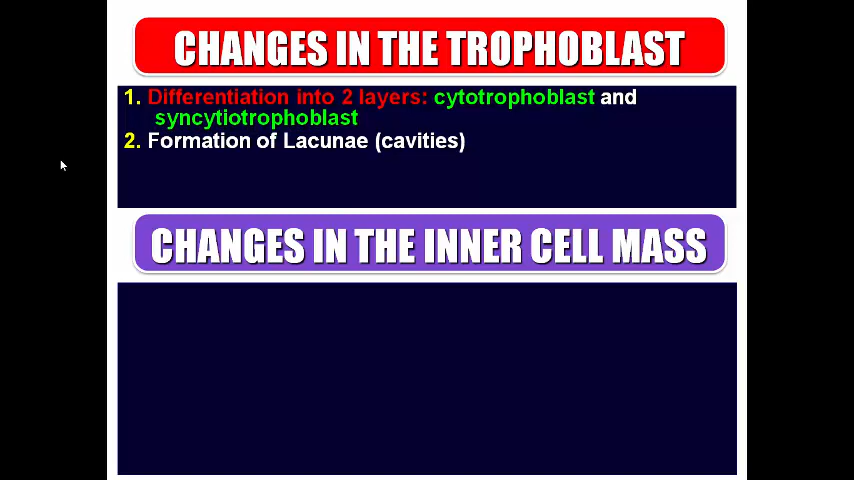 CHANGES IN THE TROPHOBLAST
1. Differentiation into 2 layers: cytotrophoblast and
syncytiotrophoblast
2. Formation of Lacunae (cavities)
CHANGES IN THE INNER CELL MASS